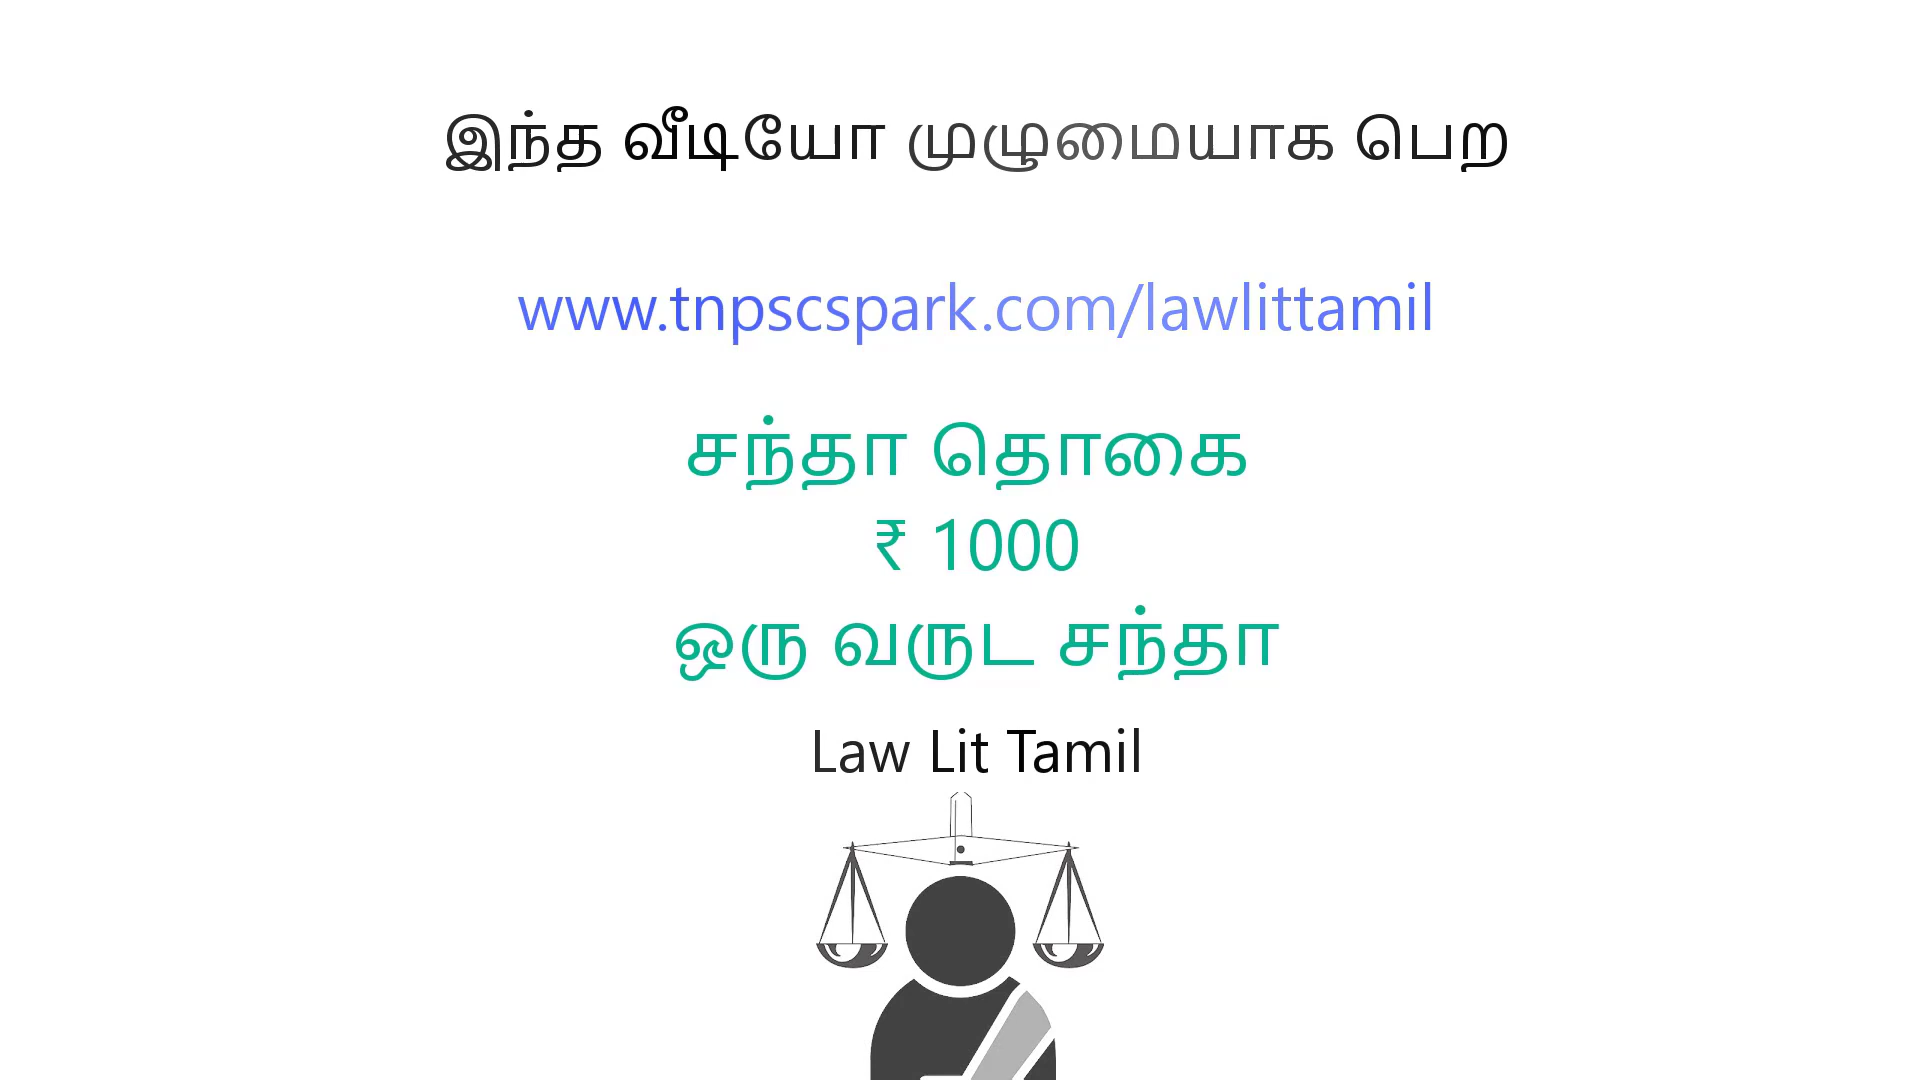 இந்த வீடியோ முழுமையாக பெற
www.tnpscspark.com/lawlittamil
சந்தா தொகை
₹ 1000
ஒரு வருட சந்தா
Law Lit Tamil